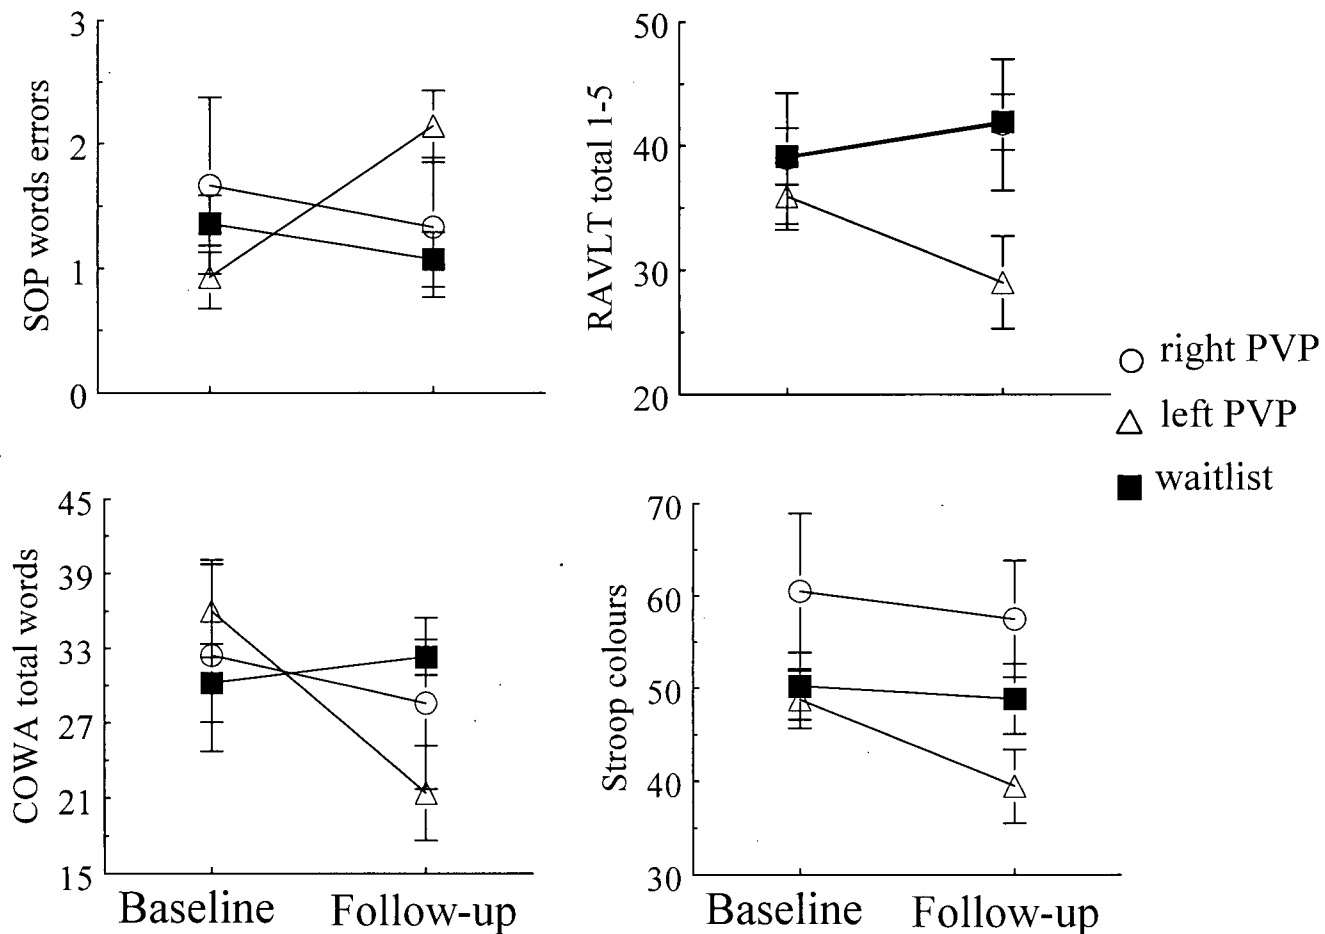 SOP words errors
3
2
1
0
RAVLT total 1-5
50
40
30
20
right PVP
left PVP
waitlist
COWA total words
45
39
33
27
21
15
Baseline
Follow-up
Stroop colours
70
60
50
40
30
Baseline
Follow-up